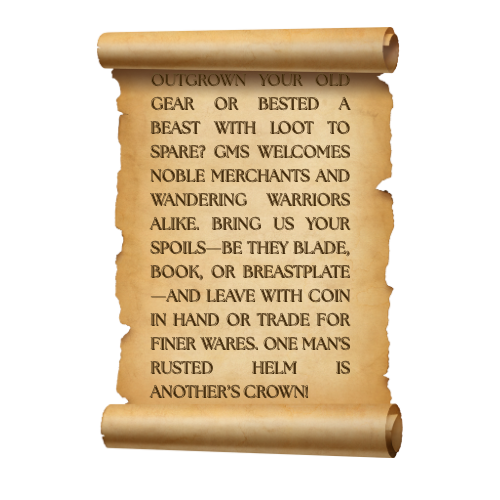 OUTGROWN YOUR OLD
GEAR OR BESTED A
BEAST WITH LOOT TO
SPARE? GMS WELCOMES
NOBLE MERCHANTS AND
WANDERING WARRIORS
ALIKE. BRING US YOUR
SPOILS—BE THEY BLADE,
BOOK, OR BREASTPLATE
—AND LEAVE WITH COIN
IN HAND OR TRADE FOR
FINER WARES. ONE MAN'S
RUSTED HELM IS
ANOTHER'S CROWN!